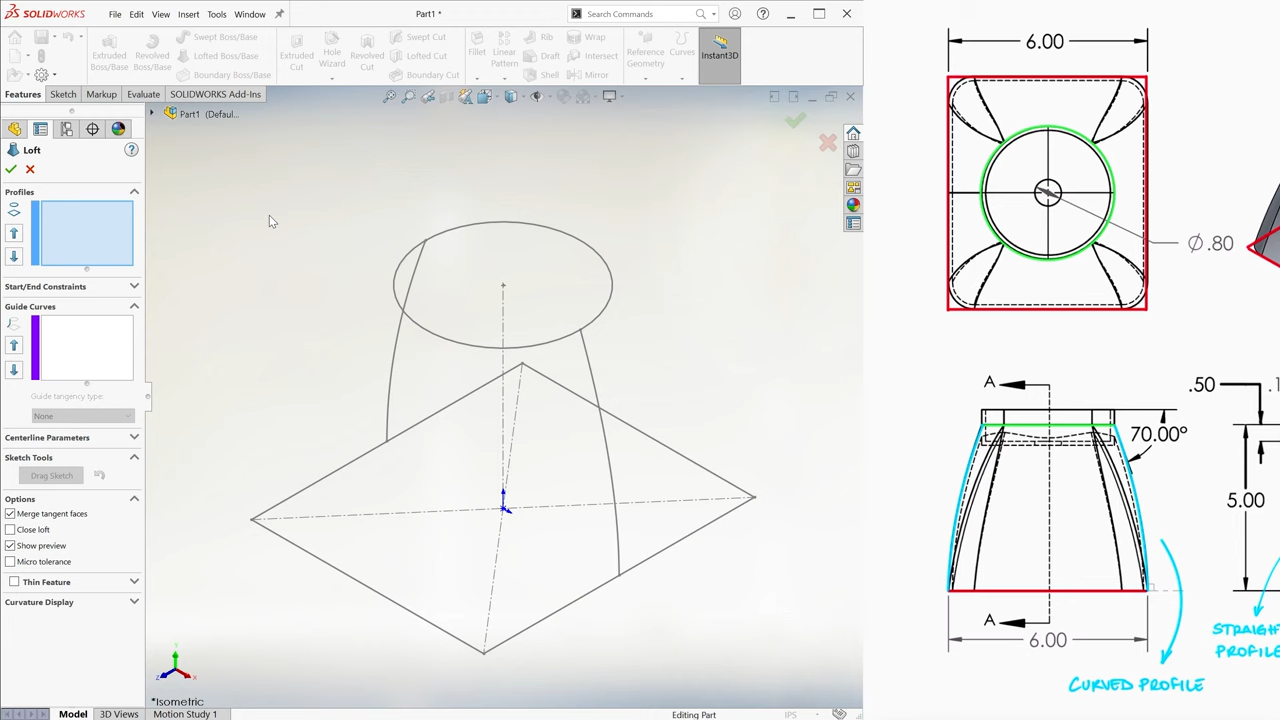 SOLIDWORKS File Edit View Insert Tools Window Part1 * Search Commands
Extruded Boss/Base
Revolved Boss/Base
Swept Boss/Base
Lofted Boss/Base
Boundary Boss/Base
Extruded Cut
Hole Wizard
Revolved Cut
Swept Cut
Lofted Cut
Boundary Cut
Fillet
Linear Pattern
Rib
Draft
Shell
Wrap
Intersect
Mirror
Reference Geometry
Curves
Instant3D
Features Sketch Markup Evaluate SOLIDWORKS Add-Ins
Part1 (Defaul...
Loft
Profiles
Start/End Constraints
Guide Curves
Guide tangency type:
None
Centerline Parameters
Sketch Tools
Drag Sketch
Options
Merge tangent faces
Close loft
Show preview
Micro tolerance
Thin Feature
Curvature Display
Y
Z
X
*Isometric
Model 3D Views Motion Study 1
Editing Part IPS
6.00
∅.80
A
.50
70.00°
5.00
A
6.00
CURVED PROFILE